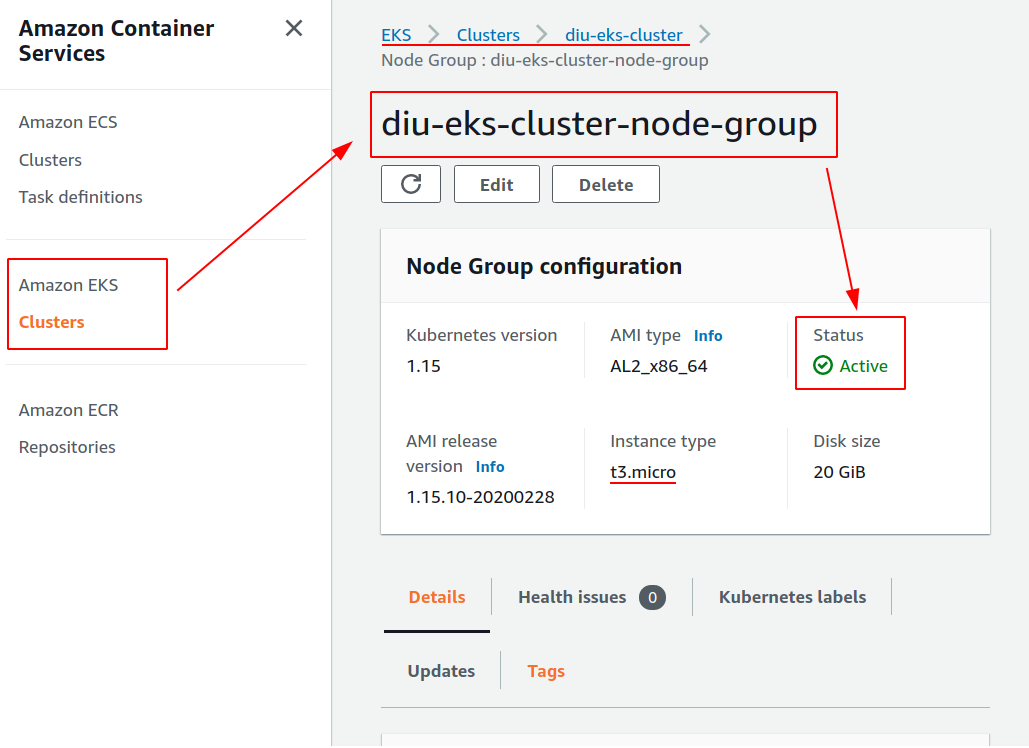 Amazon Container
Services
Amazon ECS
Clusters
Task definitions
Amazon EKS
Clusters
Amazon ECR
Repositories
EKS Clusters diu-eks-cluster
Node Group : diu-eks-cluster-node-group
diu-eks-cluster-node-group
Edit Delete
Node Group configuration
Kubernetes version
1.15
AMI type Info
AL2_x86_64
Status
Active
AMI release
version Info
1.15.10-20200228
Instance type
t3.micro
Disk size
20 GiB
Details Health issues 0 Kubernetes labels
Updates Tags